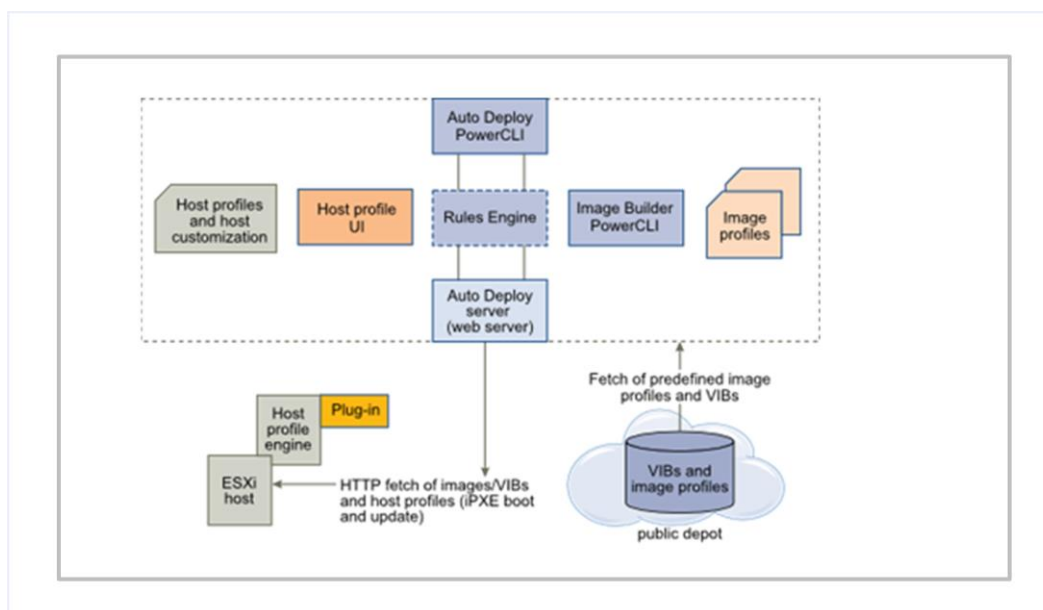 Auto Deploy
PowerCLI
Host profiles
and host
customization
Host profile
UI
Rules Engine
Image Builder
PowerCLI
Image
profiles
Auto Deploy
server
(web server)
Fetch of predefined image
profiles and VIBs
Plug-in
Host
profile
engine
ESXi
host
HTTP fetch of images/VIBs
and host profiles (iPXE boot
and update)
VIBs and
image profiles
public depot